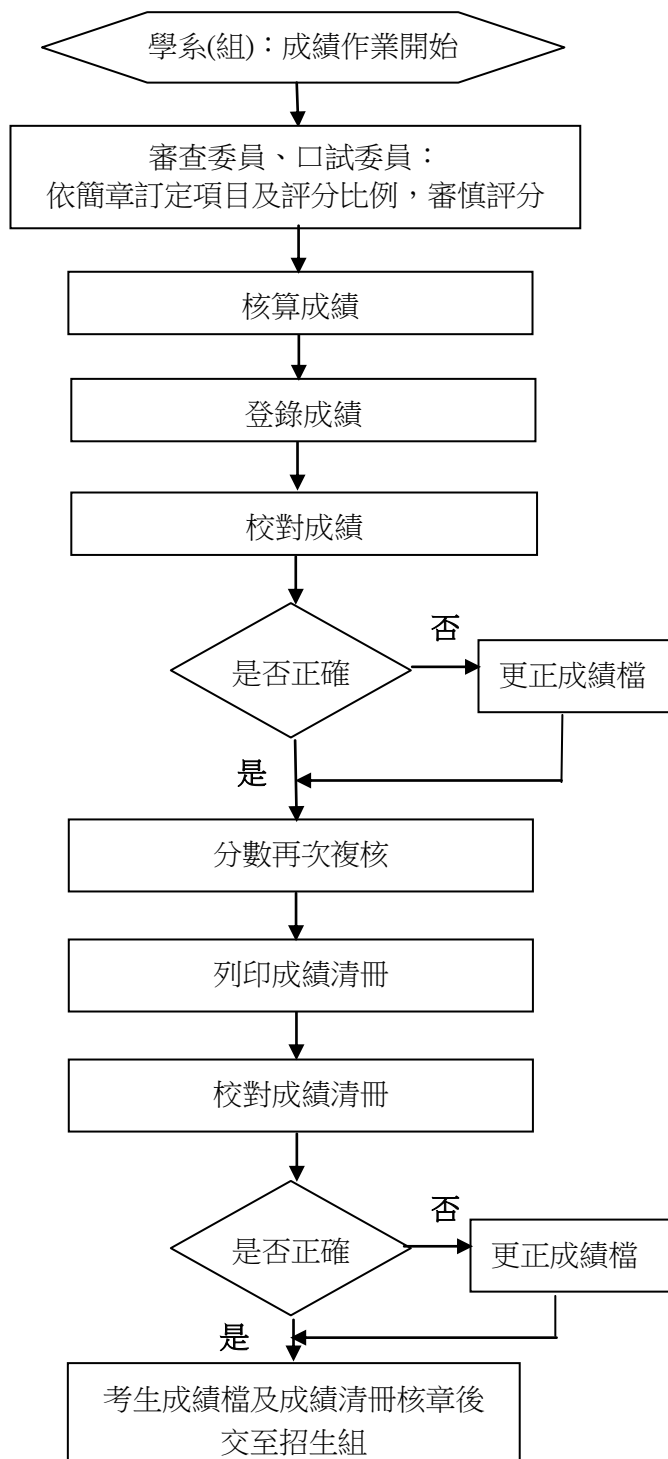 學系(組)：成績作業開始
審查委員、口試委員：
依簡章訂定項目及評分比例，審慎評分
核算成績
登錄成績
校對成績
否
是否正確
更正成績檔
是
分數再次複核
列印成績清冊
校對成績清冊
否
是否正確
更正成績檔
是
考生成績檔及成績清冊核章後
文至招生組